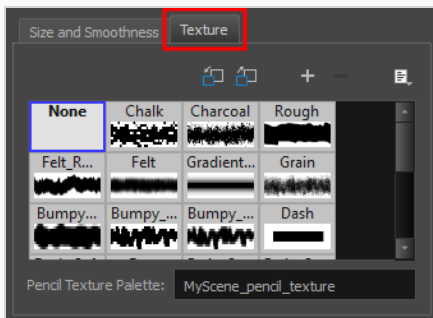 Size and Smoothness Texture
None Chalk Charcoal Rough
Felt_R... Felt Gradient... Grain
Bumpy... Bumpy_... Bumpy_... Dash
Pencil Texture Palette: MyScene_pencil_texture